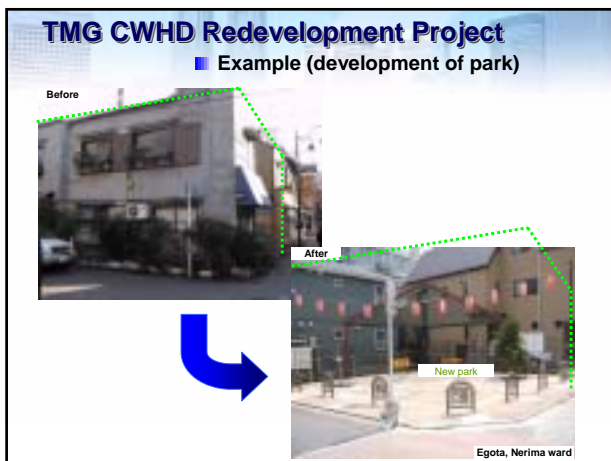 TMG CWHD Redevelopment Project
Example (development of park)
Before
After
New park
Egota, Nerima ward